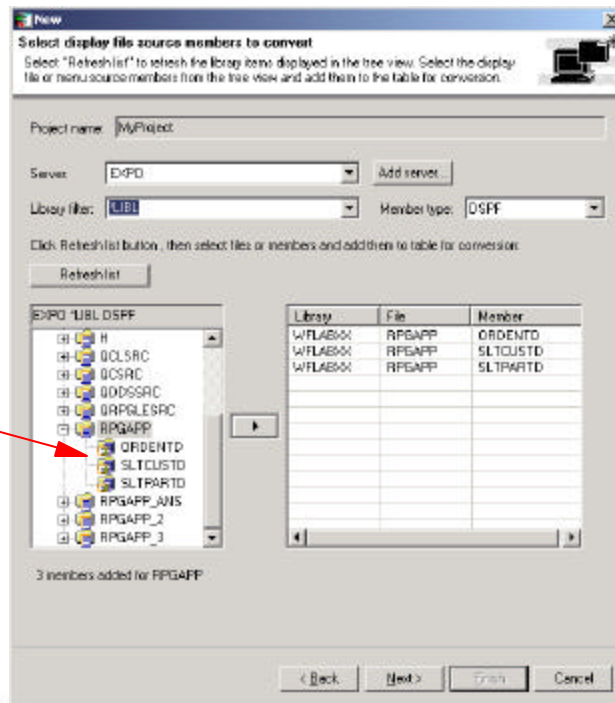 New
Select display file source members to convert
Select "Refresh list" to refresh the library items displayed in the tree view. Select the display
file or menu source members from the tree view and add them to the table for conversion.
Project name: MyProject
Server: EXPO Add server...
Library filter: *LIBL Member type: DSPF
Click Refresh list button, then select files or members and add them to table for conversion:
Refresh list
EXPO *LIBL DSPF
H
QCLSRC
QCSRC
QDDSSRC
QRPGLESRC
RPGAPP
ORDENTD
SLTCUSTD
SLTPARTD
RPGAPP_ANS
RPGAPP_2
RPGAPP_3
Library File Member
WFLABXX RPGAPP ORDENTD
WFLABXX RPGAPP SLTCUSTD
WFLABXX RPGAPP SLTPARTD
3 members added for RPGAPP
< Back Next > Finish Cancel